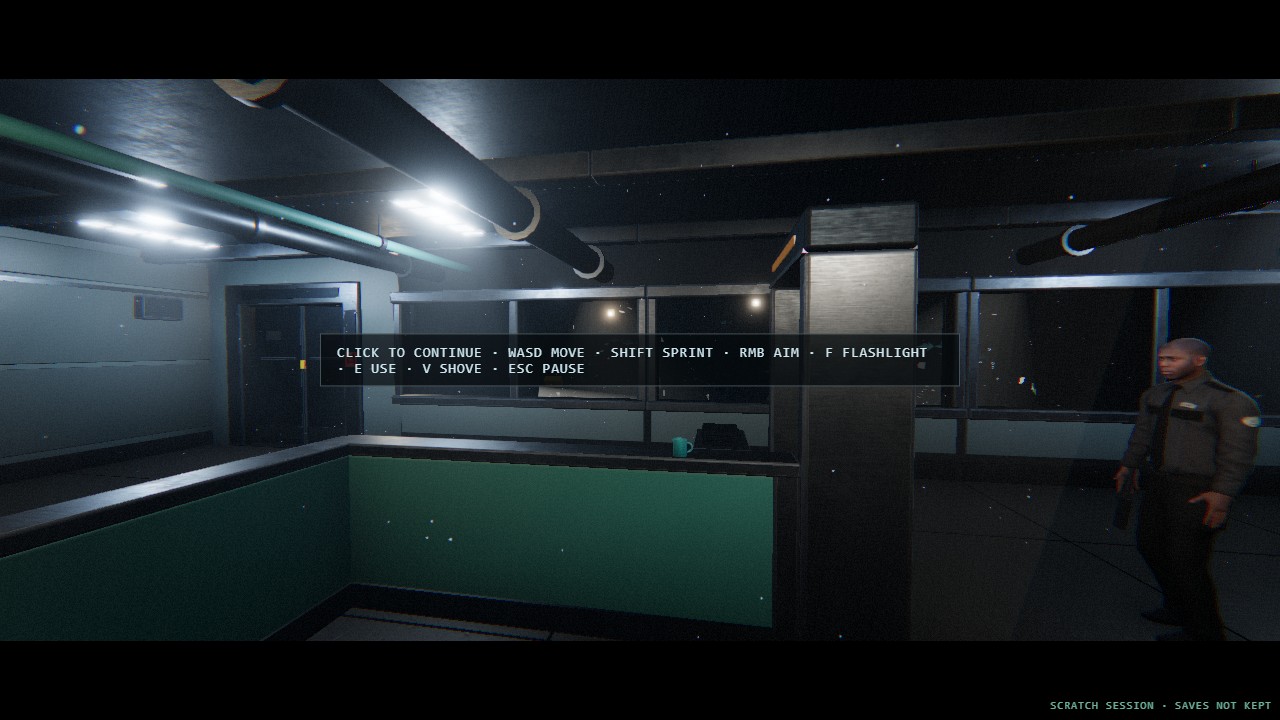 CLICK TO CONTINUE · WASD MOVE · SHIFT SPRINT · RMB AIM · F FLASHLIGHT
· E USE · V SHOVE · ESC PAUSE
SCRATCH SESSION · SAVES NOT KEPT